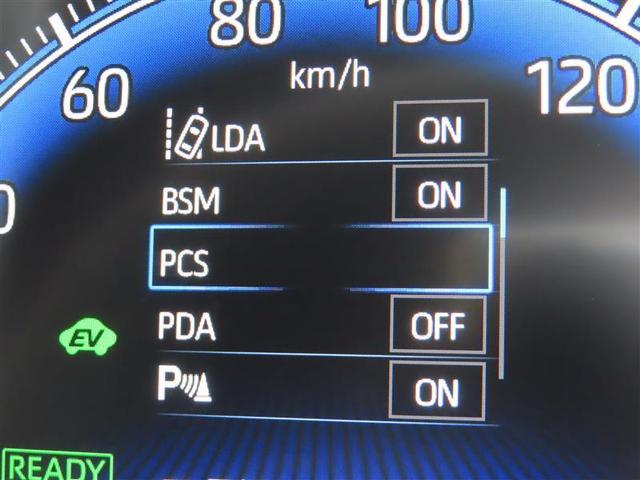 80 100
km/h
60 120
LDA ON
BSM ON
PCS
PDA OFF
EV
P ON
READY